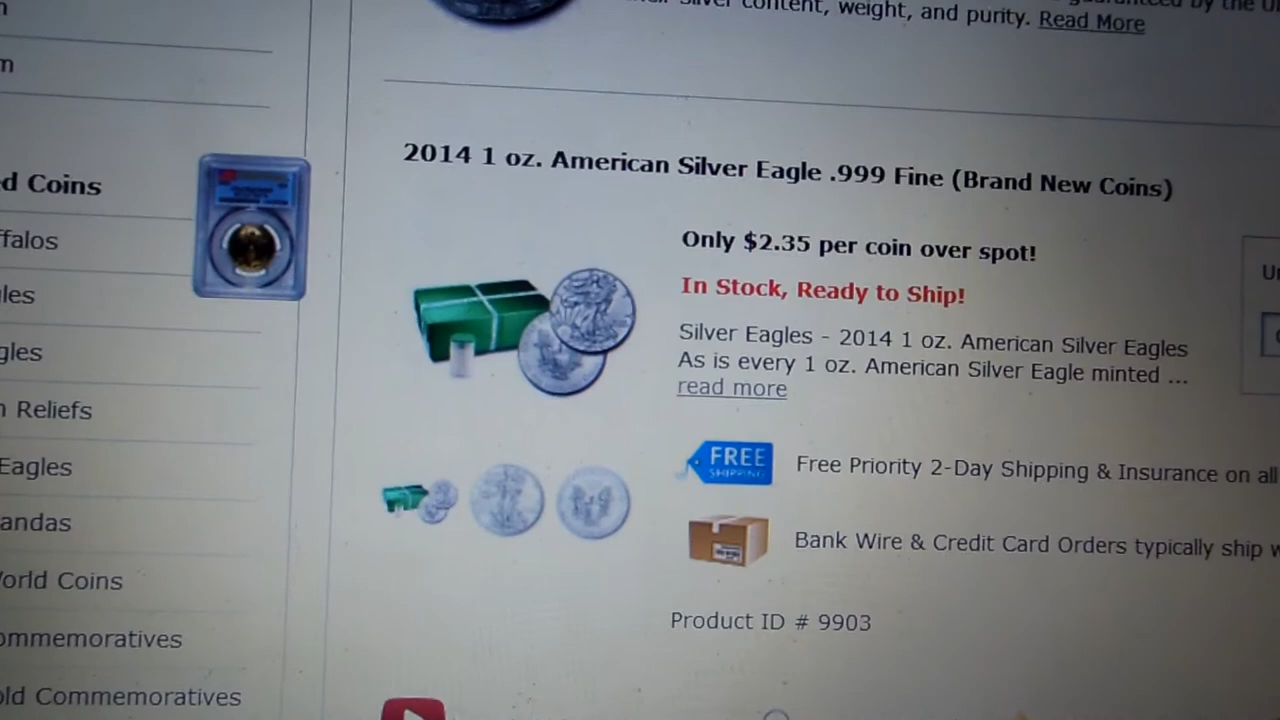 content, weight, and purity. Read More
2014 1 oz. American Silver Eagle .999 Fine (Brand New Coins)
d Coins
ffalos
les
gles
Reliefs
Eagles
andas
orld Coins
ommemoratives
old Commemoratives
Only $2.35 per coin over spot!
In Stock, Ready to Ship!
Silver Eagles - 2014 1 oz. American Silver Eagles
As is every 1 oz. American Silver Eagle minted ...
read more
FREE
SHIPPING
Free Priority 2-Day Shipping & Insurance on all
Bank Wire & Credit Card Orders typically ship w
Product ID # 9903